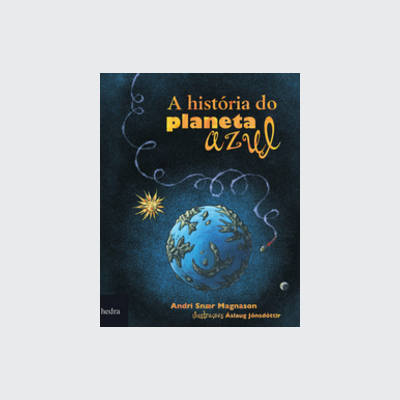 A história do
planeta
azul
Andri Snær Magnason
ilustrações Áslaug Jónsdóttir
hedra